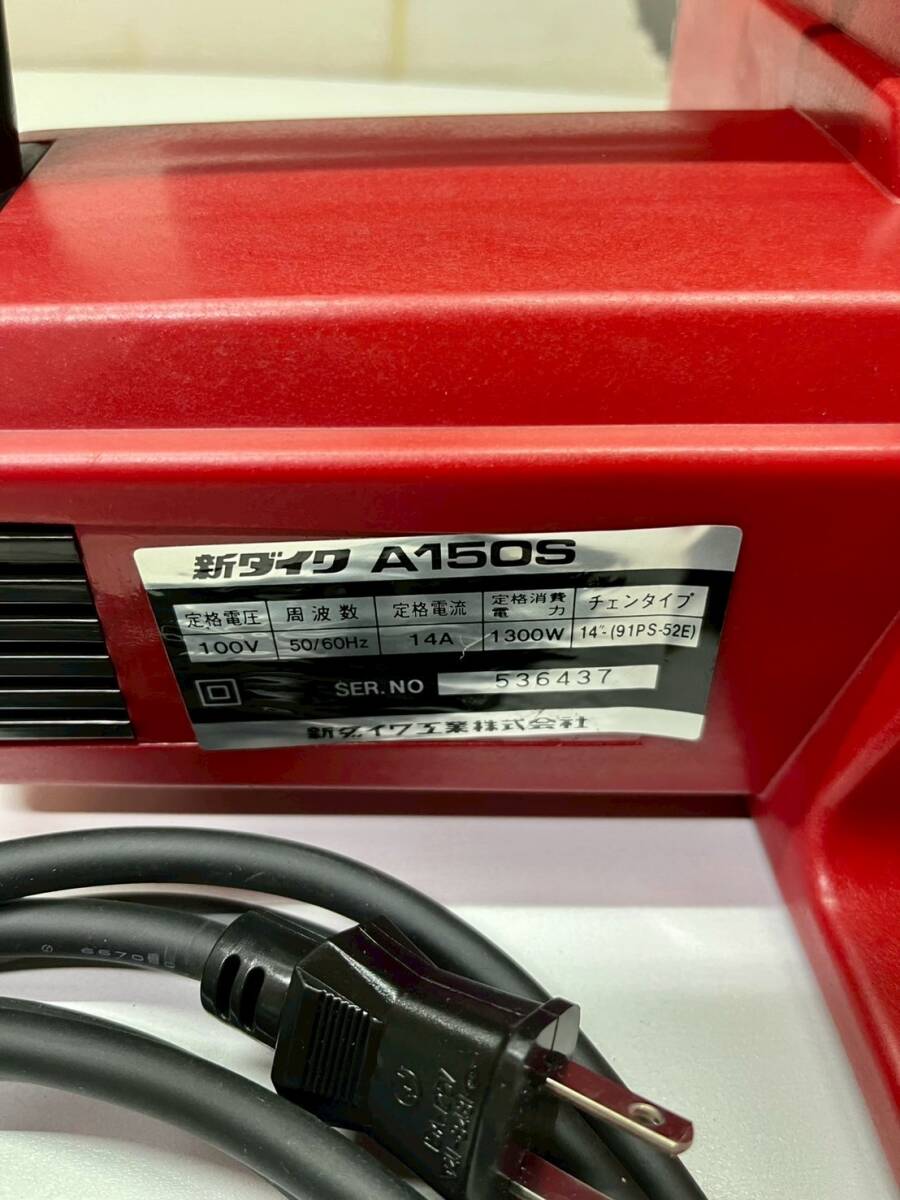 新ダイワ A150S
定格電圧 周波数 定格電流 定格消費電力 チェンタイプ
100V 50/60Hz 14A 1300W 14"-(91PS-52E)
SER.NO 536437
新ダイワ工業株式会社